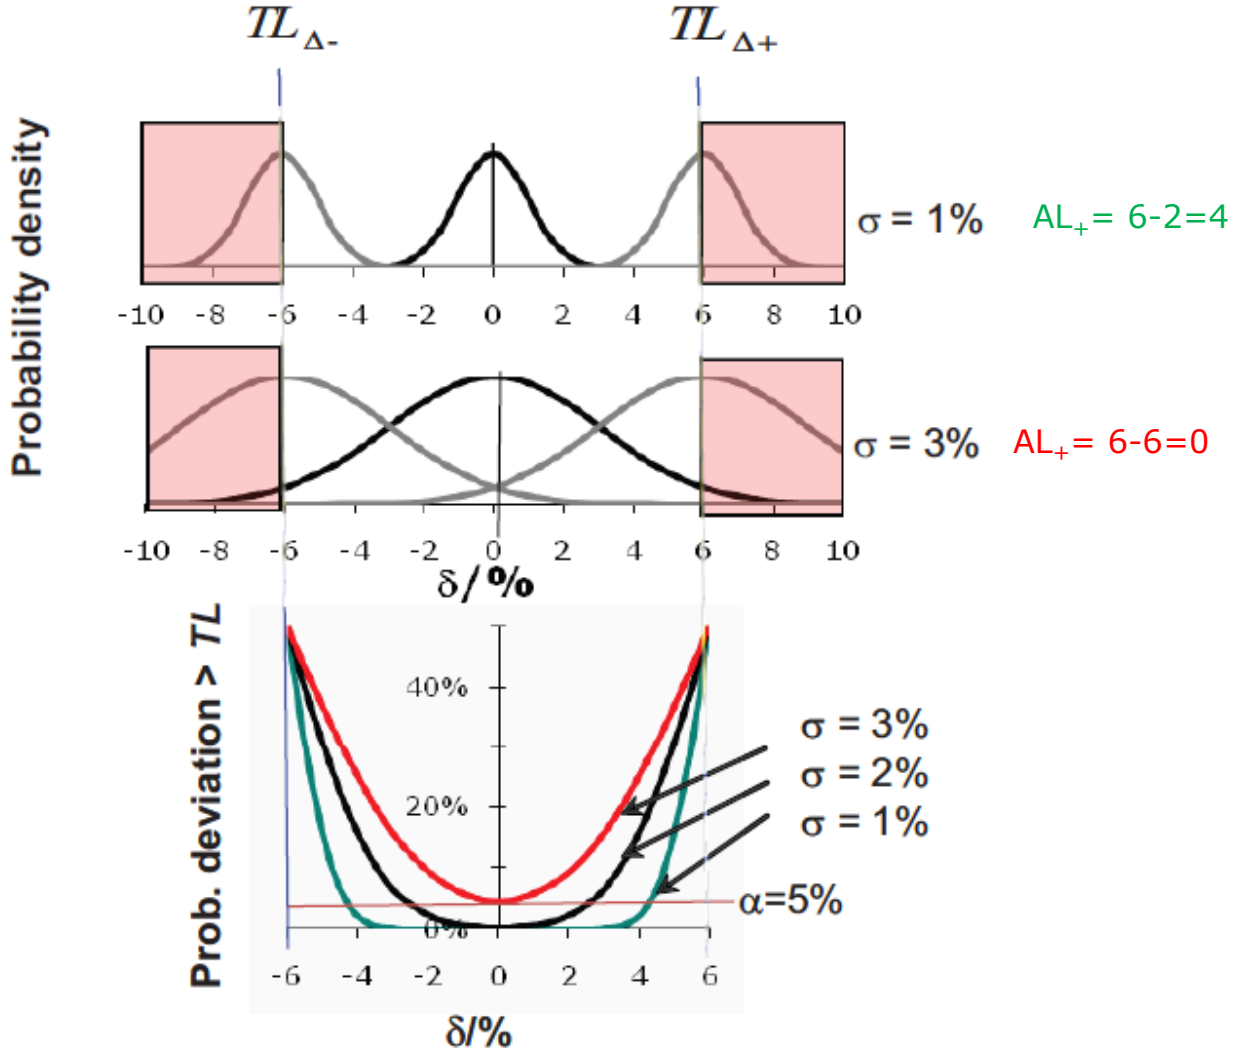 TL Δ- TL Δ+
Probability density
σ = 1% AL+= 6-2=4
-10 -8 -6 -4 -2 0 2 4 6 8 10
σ = 3% AL+= 6-6=0
-10 -8 -6 -4 -2 0 2 4 6 8 10
δ/%
Prob. deviation > TL
40%
20%
0%
σ = 3%
σ = 2%
σ = 1%
α=5%
-6 -4 -2 0 2 4 6
δ/%